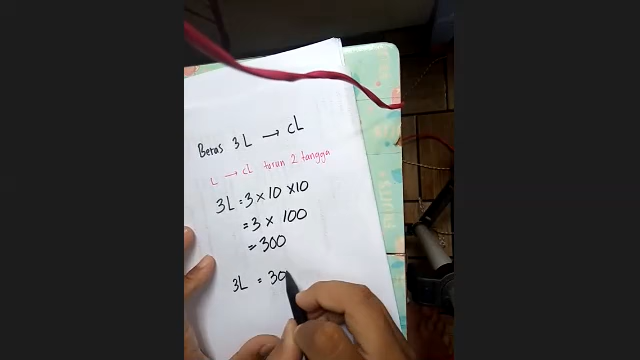 Beras 3 L → cL
L → cL turun 2 tangga
3L = 3 × 10 × 10
= 3 × 100
= 300
3L = 30